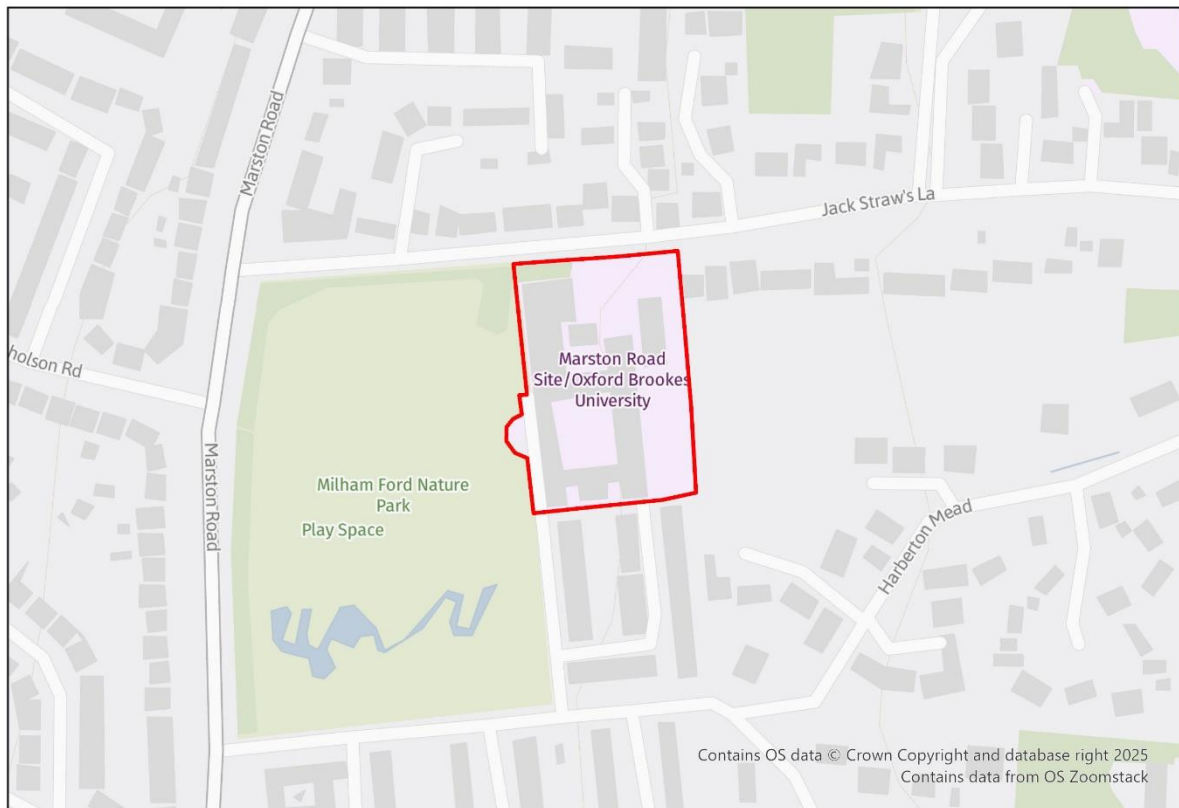 Marston Road
Jack Straw's La
holson Rd
Marston Road
Site/Oxford Brookes
University
Marston Road
Milham Ford Nature
Park
Play Space
Harberton Mead
Contains OS data © Crown Copyright and database right 2025
Contains data from OS Zoomstack